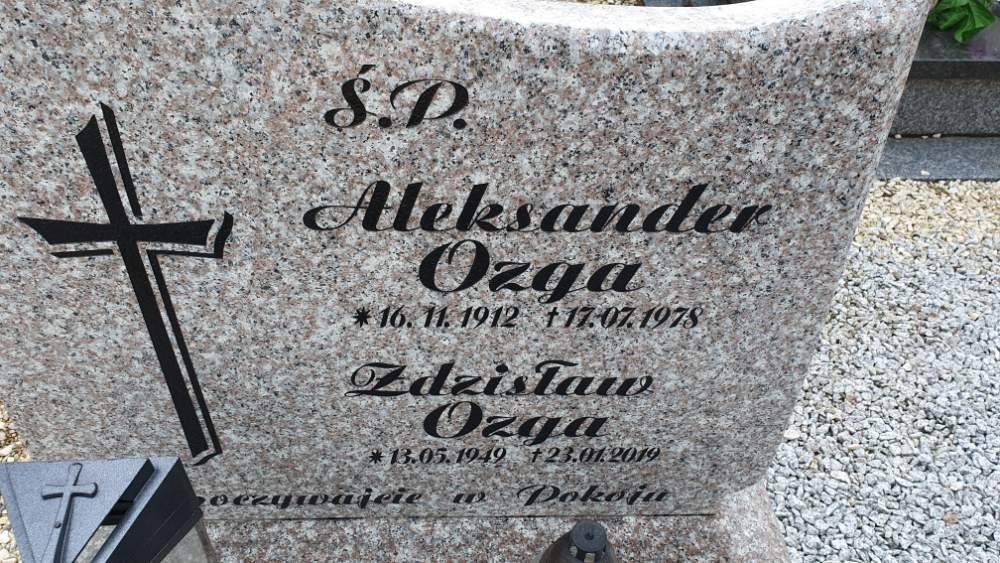 Ś.P.
Aleksander
Ozga
*16.11.1912 †17.07.1978
Zdzisław
Ozga
*13.05.1949 †23.01.2019
w Pokoju